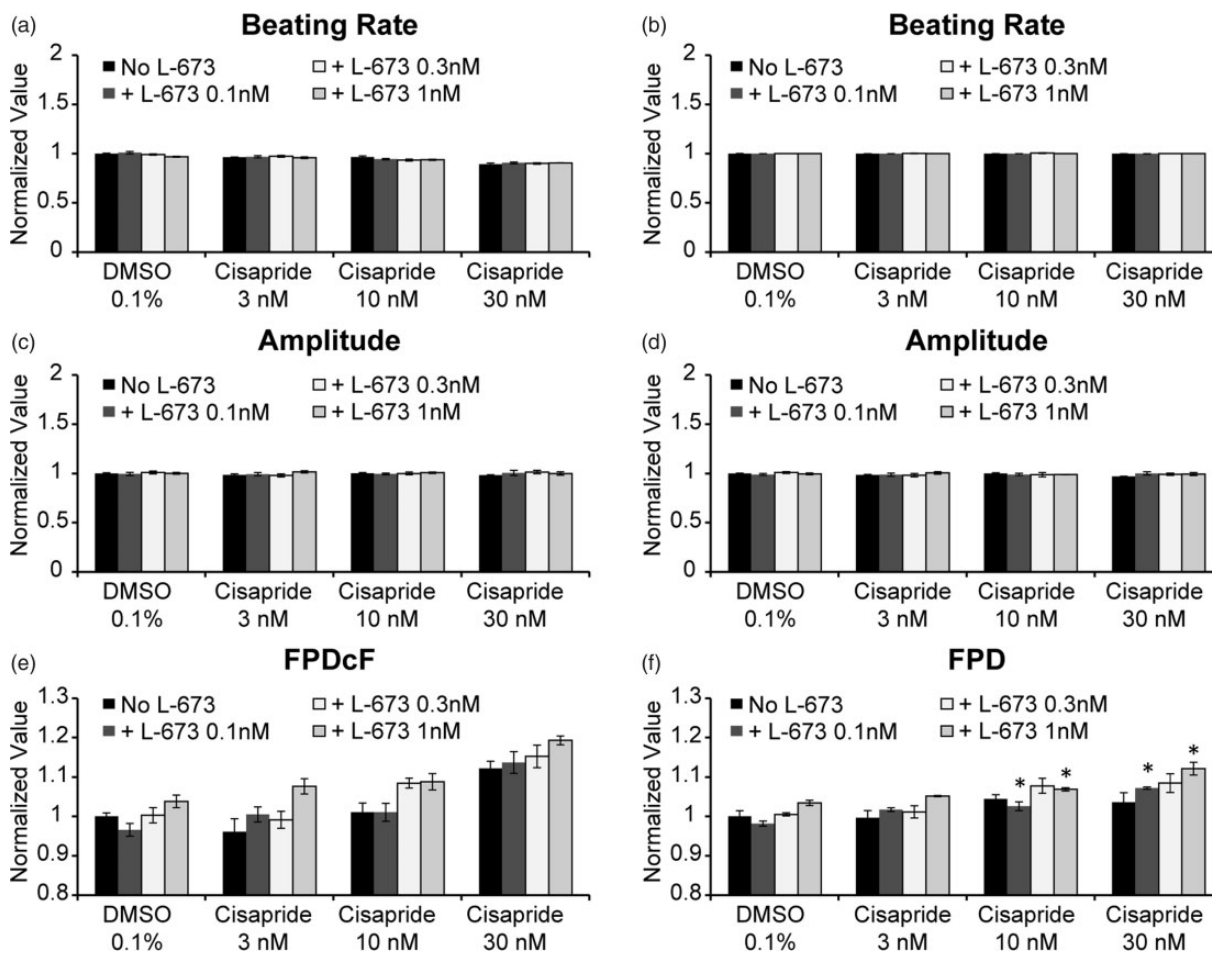 (a) Beating Rate
Normalized Value
2
1.5
1
0.5
0
No L-673
+ L-673 0.3nM
+ L-673 0.1nM
+ L-673 1nM
DMSO Cisapride Cisapride Cisapride
0.1% 3 nM 10 nM 30 nM
(b) Beating Rate
Normalized Value
2
1.5
1
0.5
0
No L-673
+ L-673 0.3nM
+ L-673 0.1nM
+ L-673 1nM
DMSO Cisapride Cisapride Cisapride
0.1% 3 nM 10 nM 30 nM
(c) Amplitude
Normalized Value
2
1.5
1
0.5
0
No L-673
+ L-673 0.3nM
+ L-673 0.1nM
+ L-673 1nM
DMSO Cisapride Cisapride Cisapride
0.1% 3 nM 10 nM 30 nM
(d) Amplitude
Normalized Value
2
1.5
1
0.5
0
No L-673
+ L-673 0.3nM
+ L-673 0.1nM
+ L-673 1nM
DMSO Cisapride Cisapride Cisapride
0.1% 3 nM 10 nM 30 nM
(e) FPDcF
Normalized Value
1.3
1.2
1.1
1
0.9
0.8
No L-673
+ L-673 0.3nM
+ L-673 0.1nM
+ L-673 1nM
DMSO Cisapride Cisapride Cisapride
0.1% 3 nM 10 nM 30 nM
(f) FPD
Normalized Value
1.3
1.2
1.1
1
0.9
0.8
No L-673
+ L-673 0.3nM
+ L-673 0.1nM
+ L-673 1nM
* * * *
DMSO Cisapride Cisapride Cisapride
0.1% 3 nM 10 nM 30 nM